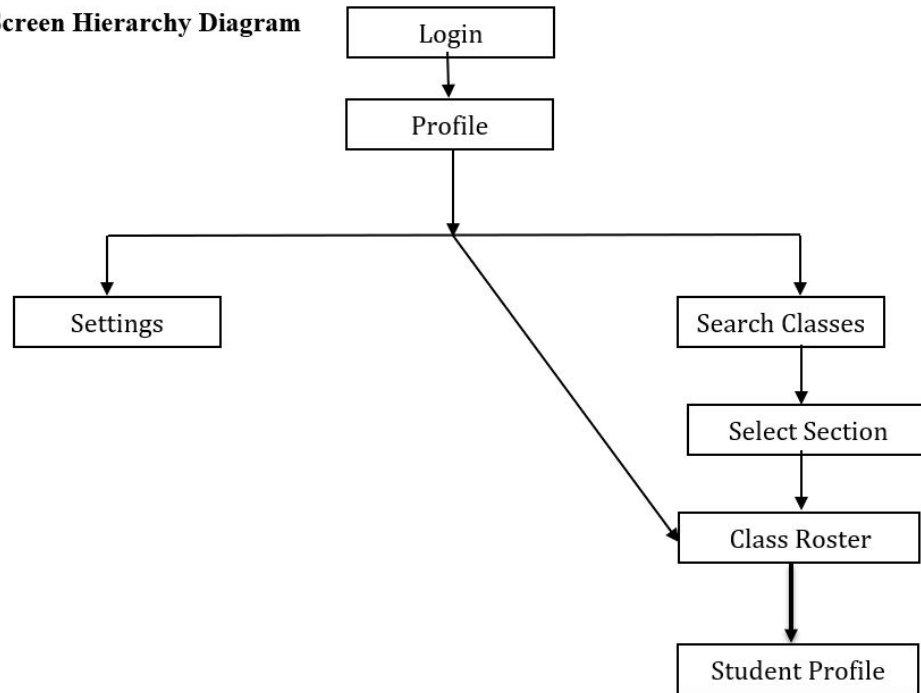 Screen Hierarchy Diagram
Login
Profile
Settings
Search Classes
Select Section
Class Roster
Student Profile